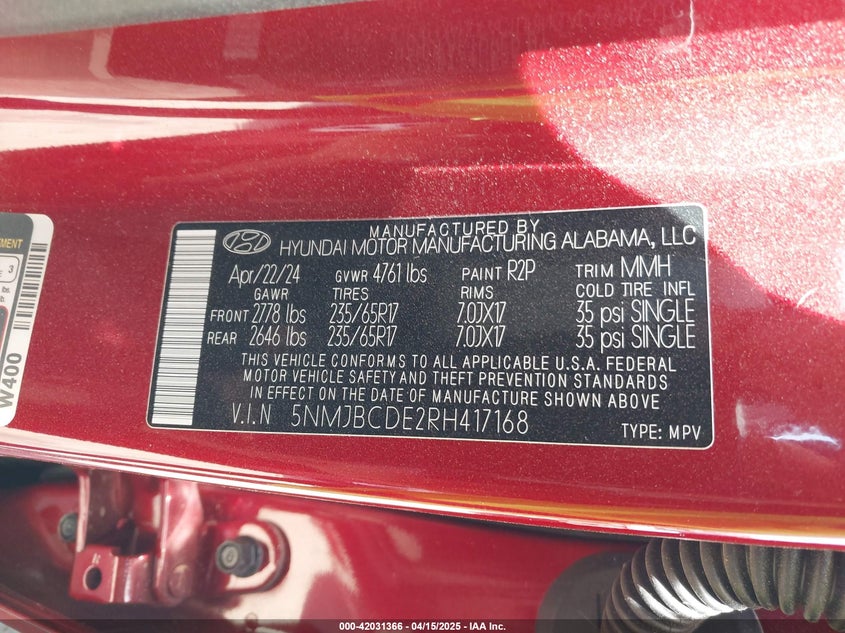 MANUFACTURED BY
HYUNDAI MOTOR MANUFACTURING ALABAMA, LLC
Apr/22/24 GVWR 4761 lbs PAINT R2P TRIM MMH
GAWR TIRES RIMS COLD TIRE INFL
FRONT 2778 lbs 235/65R17 7.0JX17 35 psi SINGLE
REAR 2646 lbs 235/65R17 7.0JX17 35 psi SINGLE
THIS VEHICLE CONFORMS TO ALL APPLICABLE U.S.A. FEDERAL
MOTOR VEHICLE SAFETY AND THEFT PREVENTION STANDARDS
IN EFFECT ON THE DATE OF MANUFACTURE SHOWN ABOVE
V.I.N 5NMJBCDE2RH417168 TYPE: MPV
W400
3
000-42031366 - 04/15/2025 - IAA Inc.